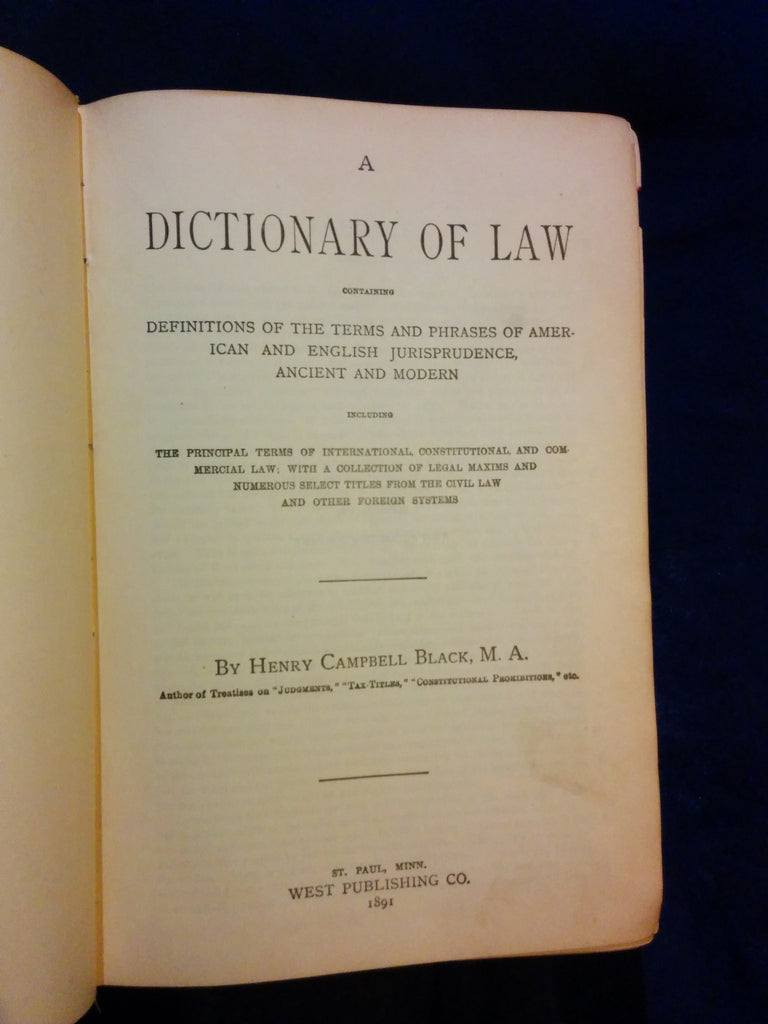 A
DICTIONARY OF LAW
CONTAINING
DEFINITIONS OF THE TERMS AND PHRASES OF AMER-
ICAN AND ENGLISH JURISPRUDENCE,
ANCIENT AND MODERN
INCLUDING
THE PRINCIPAL TERMS OF INTERNATIONAL, CONSTITUTIONAL, AND COM-
MERCIAL LAW; WITH A COLLECTION OF LEGAL MAXIMS AND
NUMEROUS SELECT TITLES FROM THE CIVIL LAW
AND OTHER FOREIGN SYSTEMS
BY HENRY CAMPBELL BLACK, M. A.
Author of Treatises on "JUDGMENTS," "TAX-TITLES," "CONSTITUTIONAL PROHIBITIONS," etc.
ST. PAUL, MINN.
WEST PUBLISHING CO.
1891